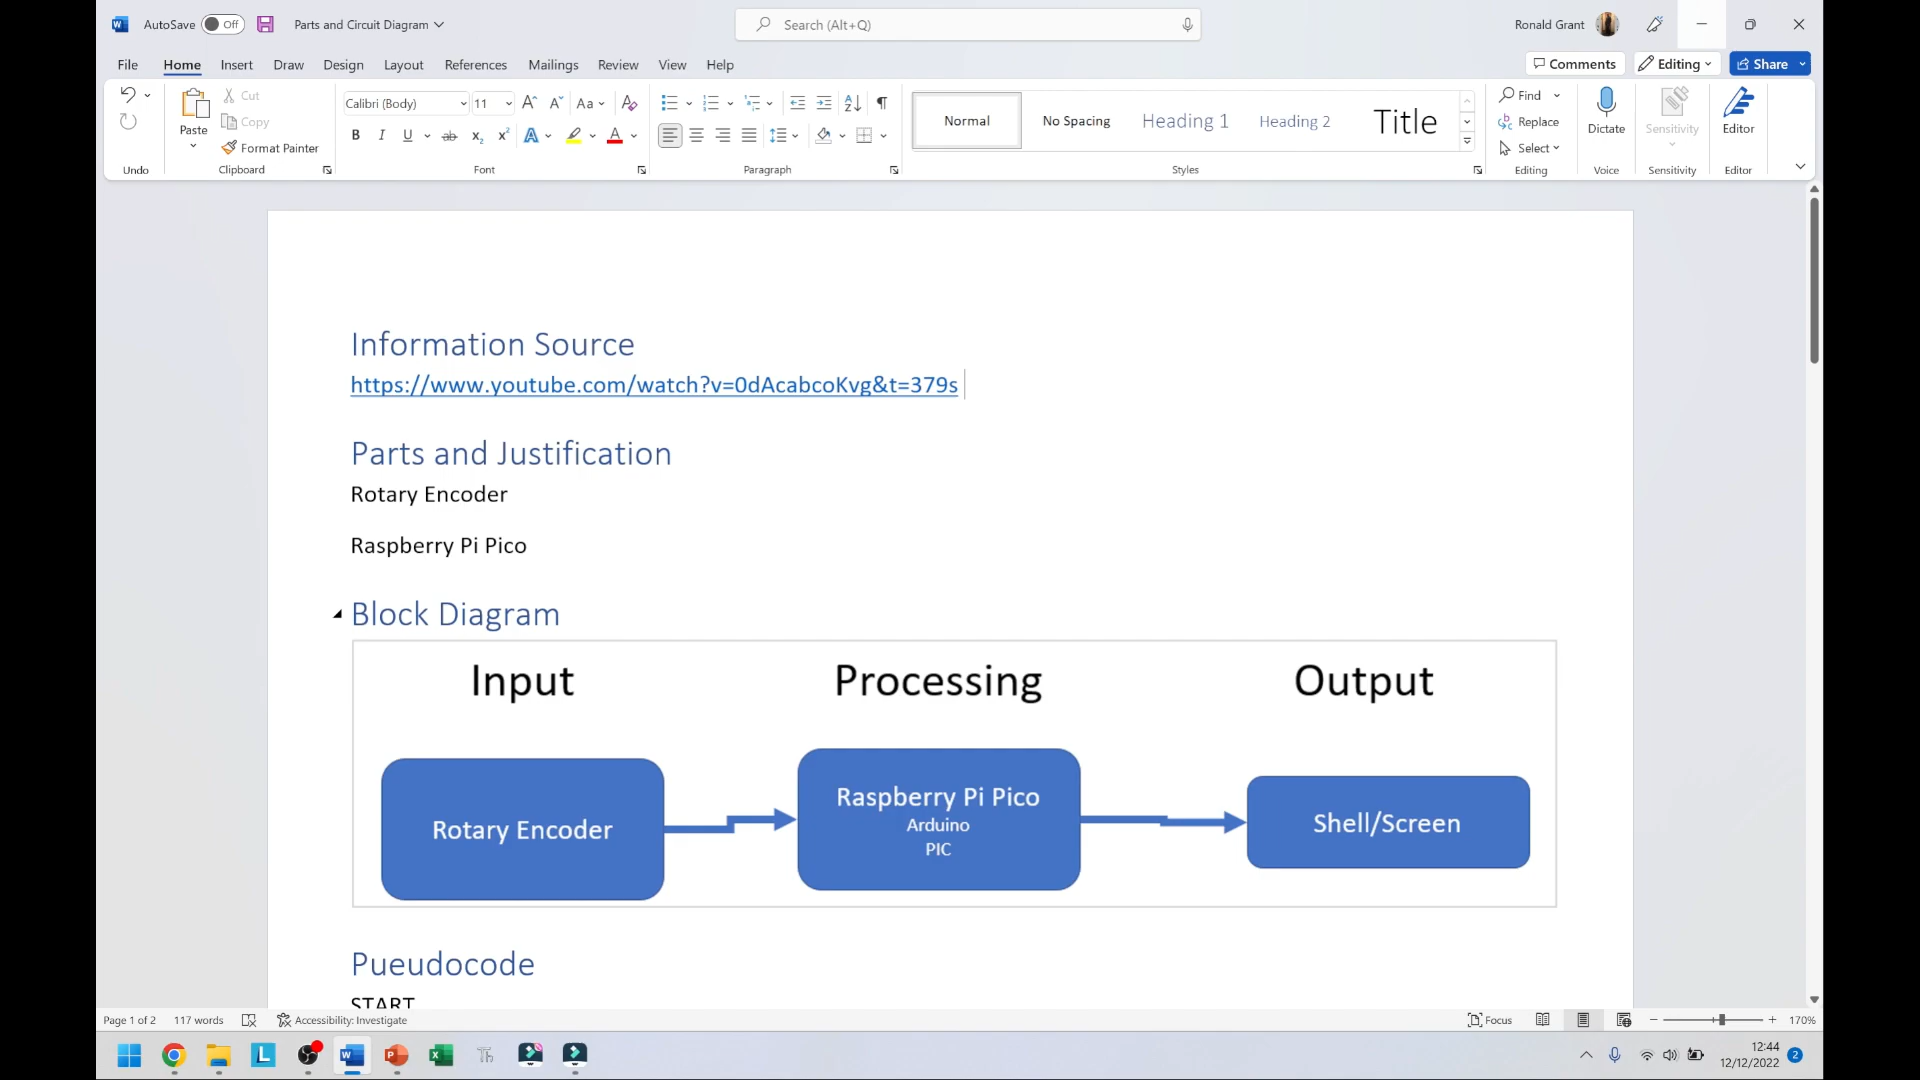 AutoSave Off Parts and Circuit Diagram Search (Alt+Q) Ronald Grant
File Home Insert Draw Design Layout References Mailings Review View Help Comments Editing Share
Cut
Copy
Format Painter
Paste
Undo
Clipboard
Calibri (Body) 11
Font
Paragraph
Normal No Spacing Heading 1 Heading 2 Title
Styles
Find
Replace
Select
Editing
Dictate
Voice
Sensitivity
Sensitivity
Editor
Editor
Information Source
https://www.youtube.com/watch?v=0dAcabcoKvg&t=379s
Parts and Justification
Rotary Encoder
Raspberry Pi Pico
Block Diagram
Input Processing Output
Rotary Encoder
Raspberry Pi Pico
Arduino
PIC
Shell/Screen
Pueudocode
START
Page 1 of 2 117 words Accessibility: Investigate Focus 170%
12:44
12/12/2022 2